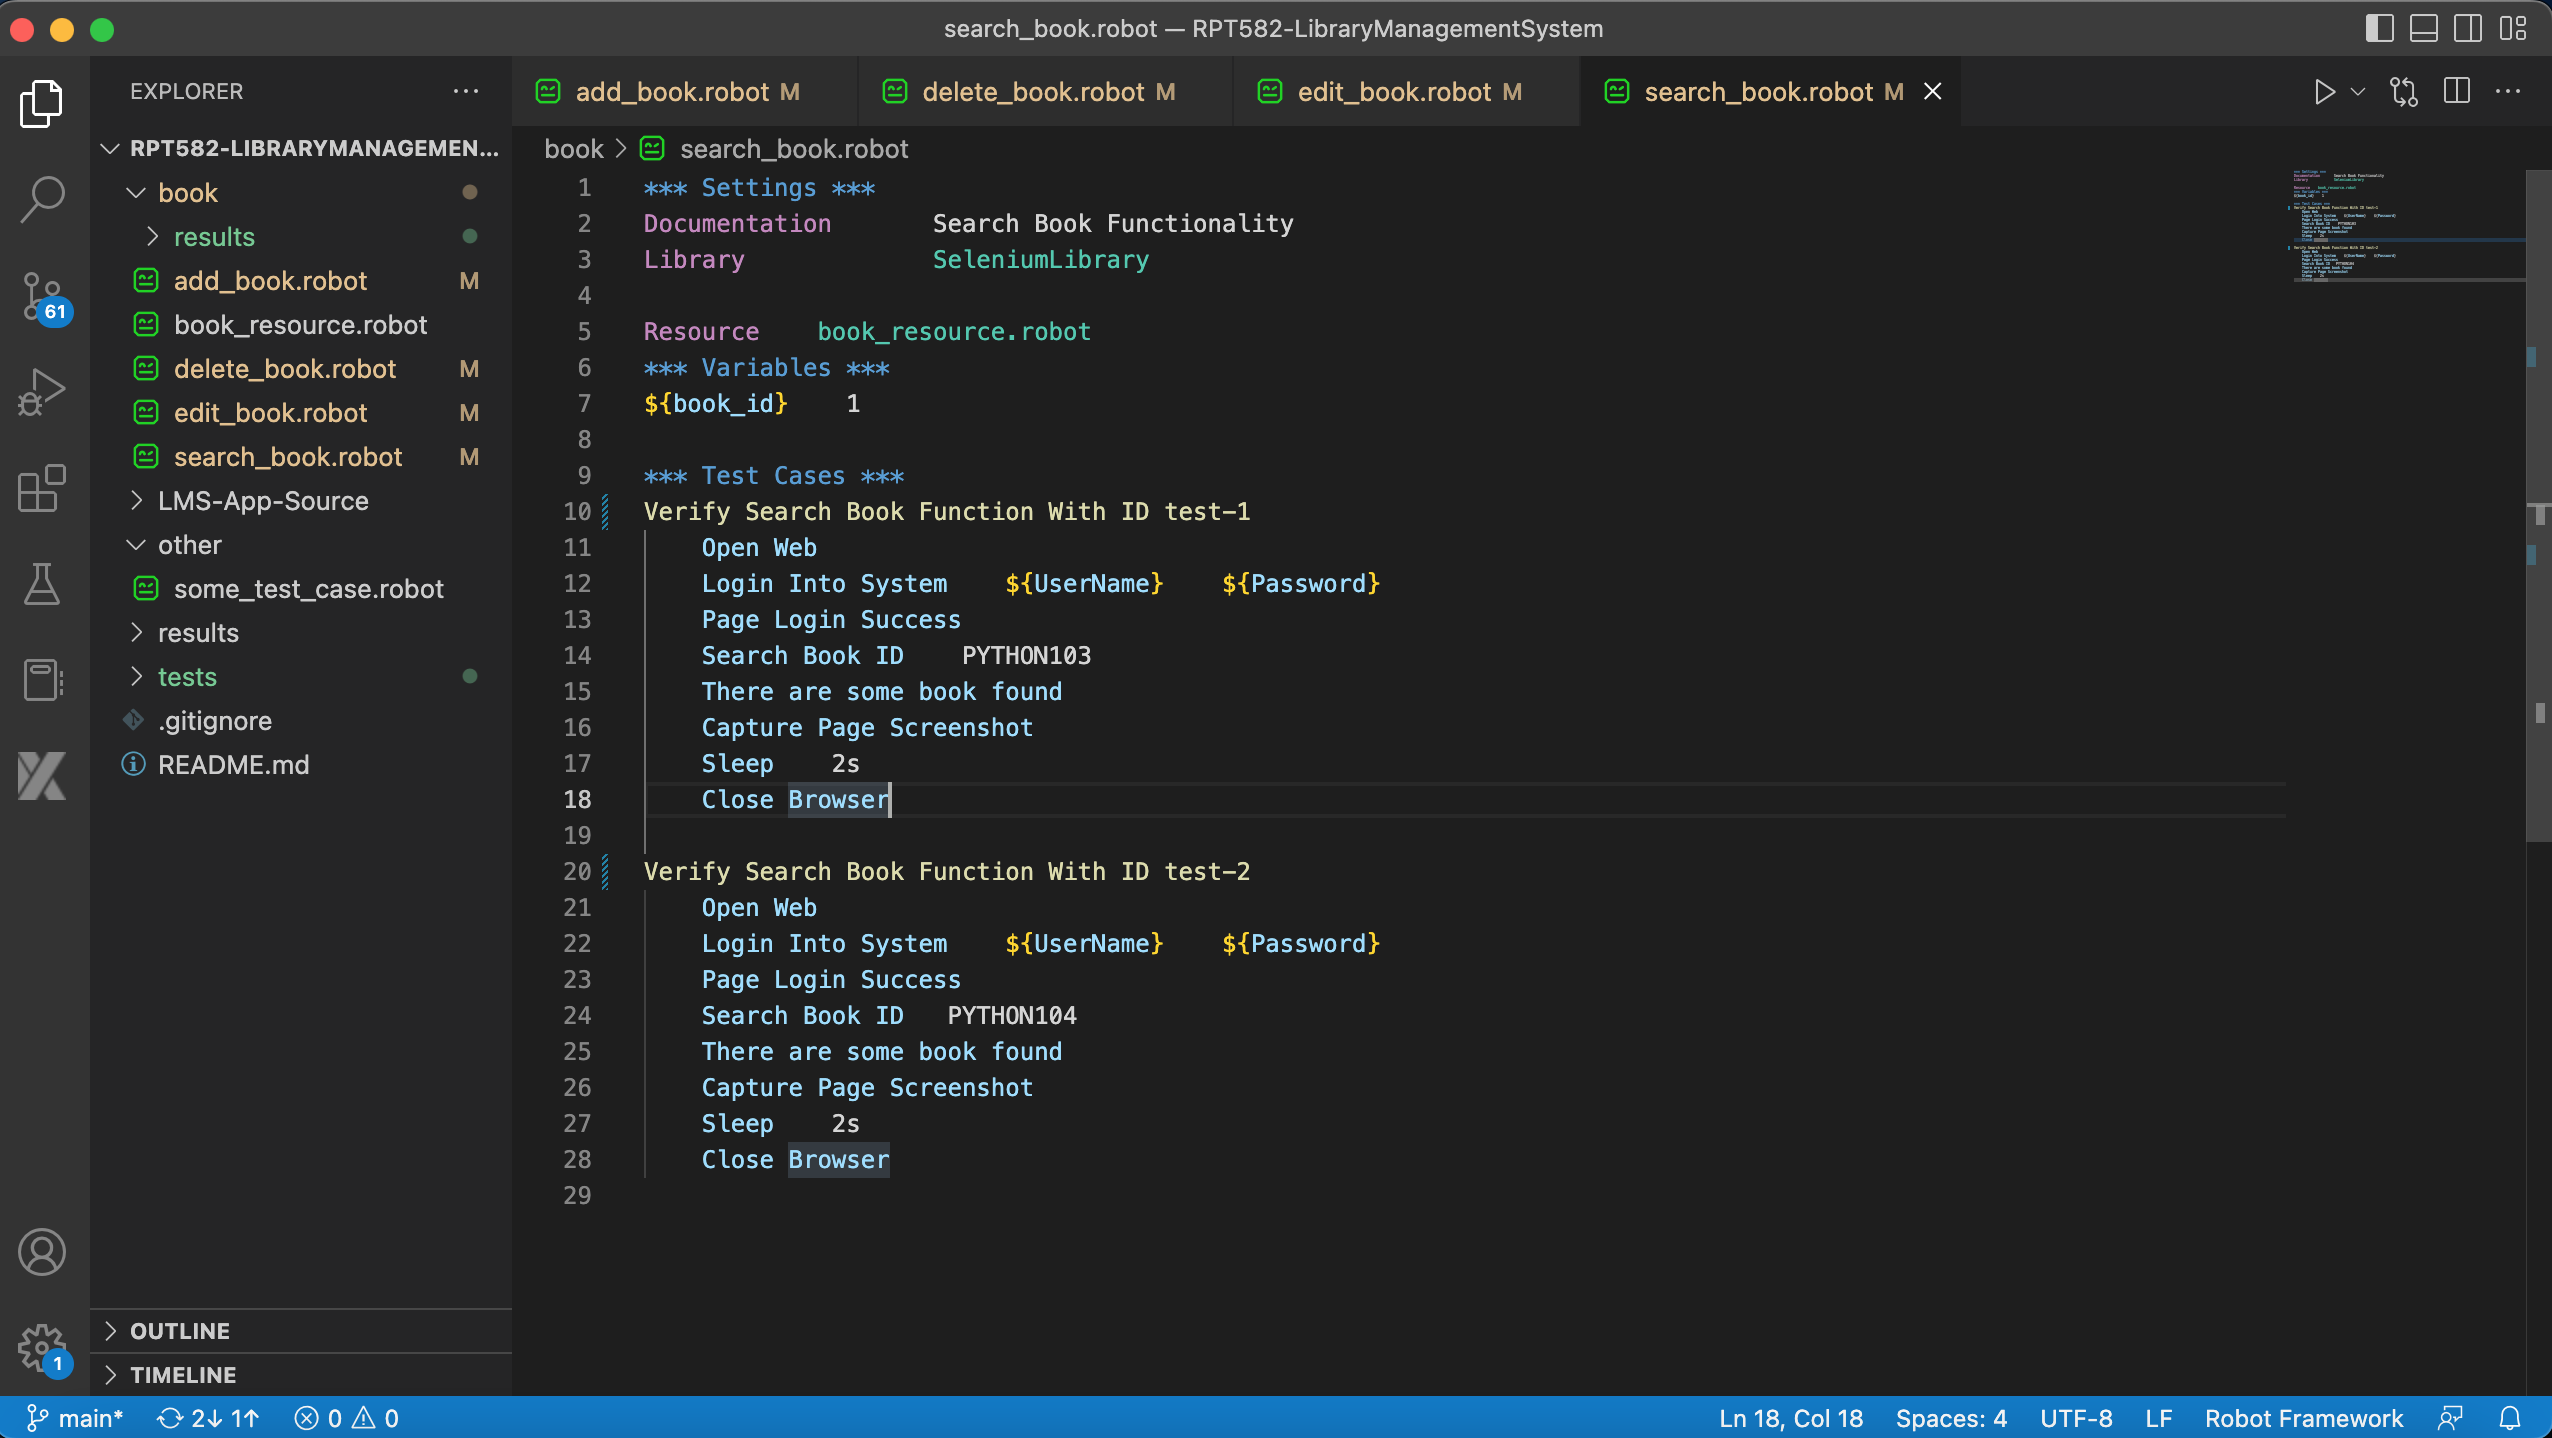 search_book.robot — RPT582-LibraryManagementSystem
EXPLORER
RPT582-LIBRARYMANAGEMEN...
book
results
add_book.robot M
book_resource.robot
delete_book.robot M
edit_book.robot M
search_book.robot M
LMS-App-Source
other
some_test_case.robot
results
tests
.gitignore
README.md
61
OUTLINE
TIMELINE
1
add_book.robot M
delete_book.robot M
edit_book.robot M
search_book.robot M
book > search_book.robot
1 *** Settings ***
2 Documentation       Search Book Functionality
3 Library             SeleniumLibrary
4
5 Resource    book_resource.robot
6 *** Variables ***
7 ${book_id}    1
8
9 *** Test Cases ***
10 Verify Search Book Function With ID test-1
11     Open Web
12     Login Into System    ${UserName}    ${Password}
13     Page Login Success
14     Search Book ID    PYTHON103
15     There are some book found
16     Capture Page Screenshot
17     Sleep    2s
18     Close Browser
19
20 Verify Search Book Function With ID test-2
21     Open Web
22     Login Into System    ${UserName}    ${Password}
23     Page Login Success
24     Search Book ID   PYTHON104
25     There are some book found
26     Capture Page Screenshot
27     Sleep    2s
28     Close Browser
29
main* 2↓ 1↑ 0 0
Ln 18, Col 18 Spaces: 4 UTF-8 LF Robot Framework